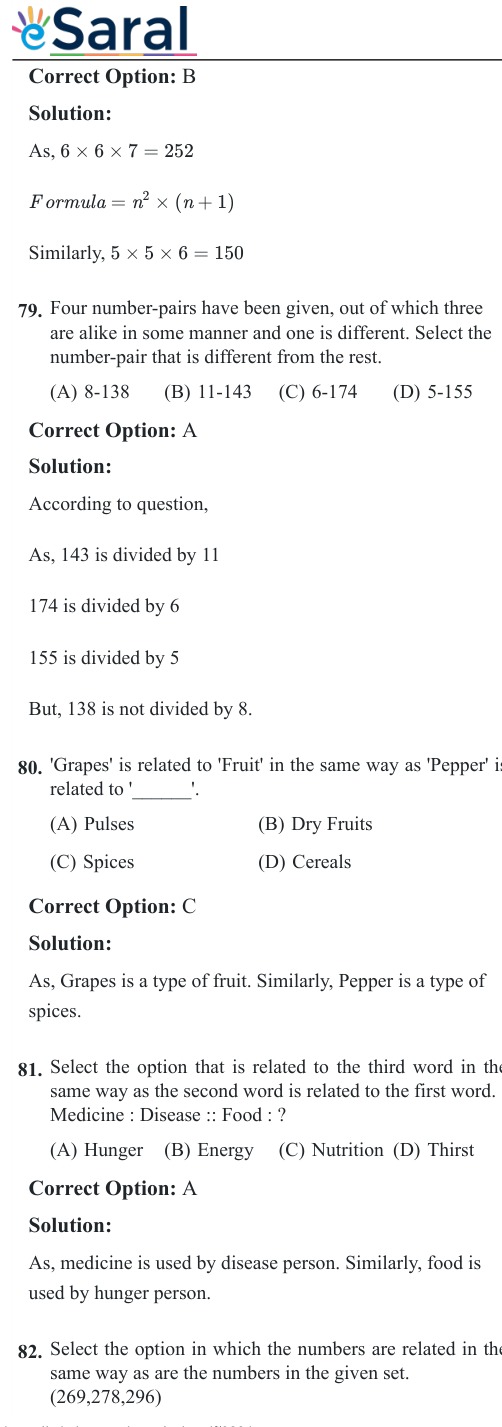 eSaral
Correct Option: B
Solution:
As, 6 × 6 × 7 = 252
Formula = n² × (n + 1)
Similarly, 5 × 5 × 6 = 150
79. Four number-pairs have been given, out of which three
are alike in some manner and one is different. Select the
number-pair that is different from the rest.
(A) 8-138 (B) 11-143 (C) 6-174 (D) 5-155
Correct Option: A
Solution:
According to question,
As, 143 is divided by 11
174 is divided by 6
155 is divided by 5
But, 138 is not divided by 8.
80. 'Grapes' is related to 'Fruit' in the same way as 'Pepper' is
related to '______'.
(A) Pulses (B) Dry Fruits
(C) Spices (D) Cereals
Correct Option: C
Solution:
As, Grapes is a type of fruit. Similarly, Pepper is a type of
spices.
81. Select the option that is related to the third word in the
same way as the second word is related to the first word.
Medicine : Disease :: Food : ?
(A) Hunger (B) Energy (C) Nutrition (D) Thirst
Correct Option: A
Solution:
As, medicine is used by disease person. Similarly, food is
used by hunger person.
82. Select the option in which the numbers are related in the
same way as are the numbers in the given set.
(269,278,296)